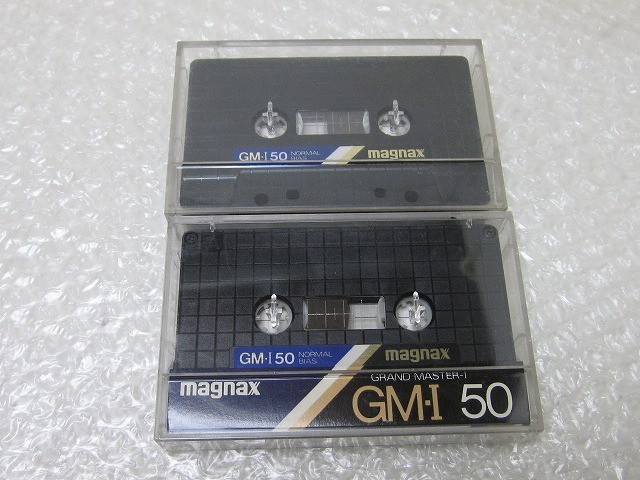 GM-I 50 NORMAL BIAS magnax
GM-I 50 NORMAL BIAS magnax
magnax
GRAND MASTER-I
GM-I 50